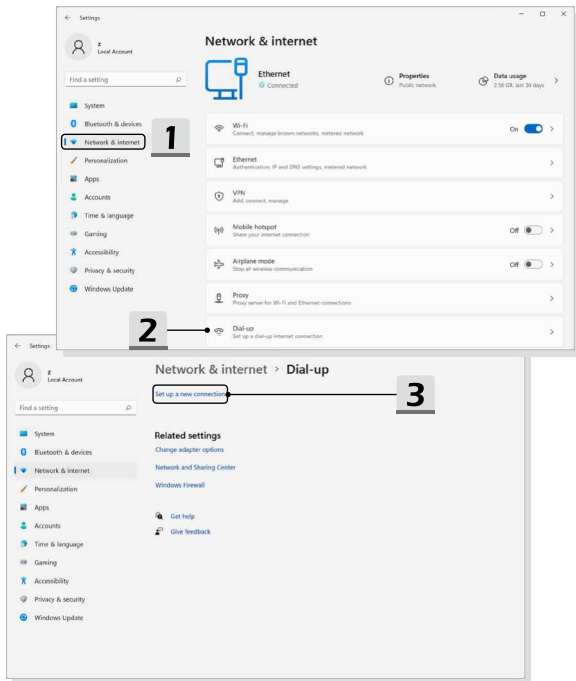 Settings
z
Local Account
Find a setting
System
Bluetooth & devices
Network & internet
Personalization
Apps
Accounts
Time & language
Gaming
Accessibility
Privacy & security
Windows Update
1
Network & internet
Ethernet
Connected
Properties
Public network
Data usage
2.58 GB, last 30 days
Wi-Fi
Connect, manage known networks, metered network
On
Ethernet
Authentication, IP and DNS settings, metered network
VPN
Add, connect, manage
Mobile hotspot
Share your internet connection
Off
Airplane mode
Stop all wireless communication
Off
Proxy
Proxy server for Wi-Fi and Ethernet connections
2
Dial-up
Set up a dial-up internet connection
Settings
z
Local Account
Find a setting
System
Bluetooth & devices
Network & internet
Personalization
Apps
Accounts
Time & language
Gaming
Accessibility
Privacy & security
Windows Update
Network & internet > Dial-up
Set up a new connection
3
Related settings
Change adapter options
Network and Sharing Center
Windows Firewall
Get help
Give feedback